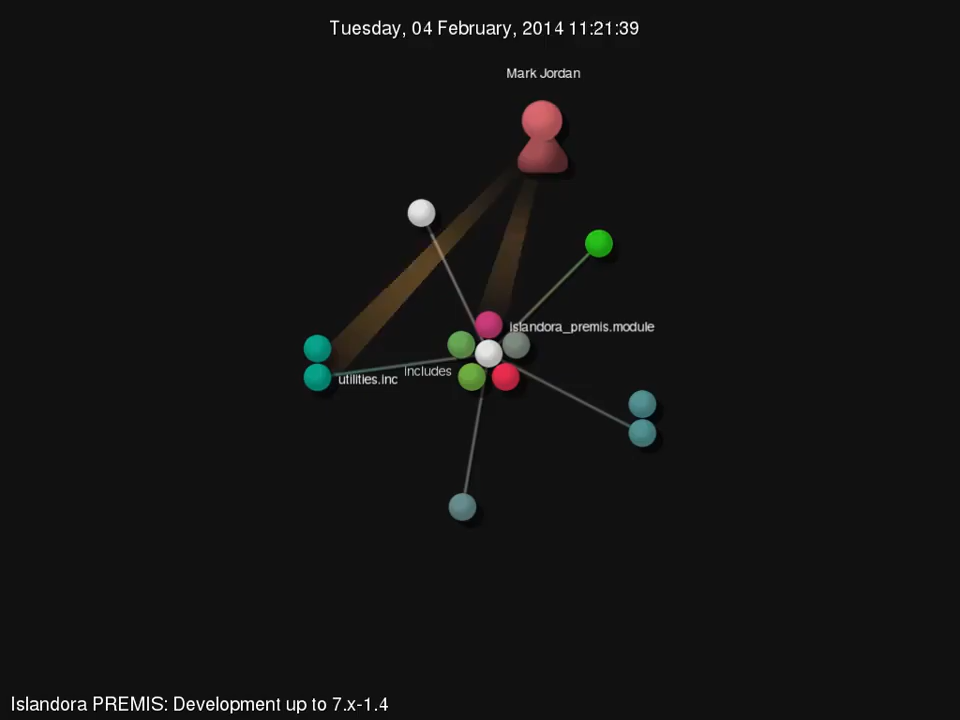 Tuesday, 04 February, 2014 11:21:39
Mark Jordan
islandora_premis.module
includes
utilities.inc
Islandora PREMIS: Development up to 7.x-1.4